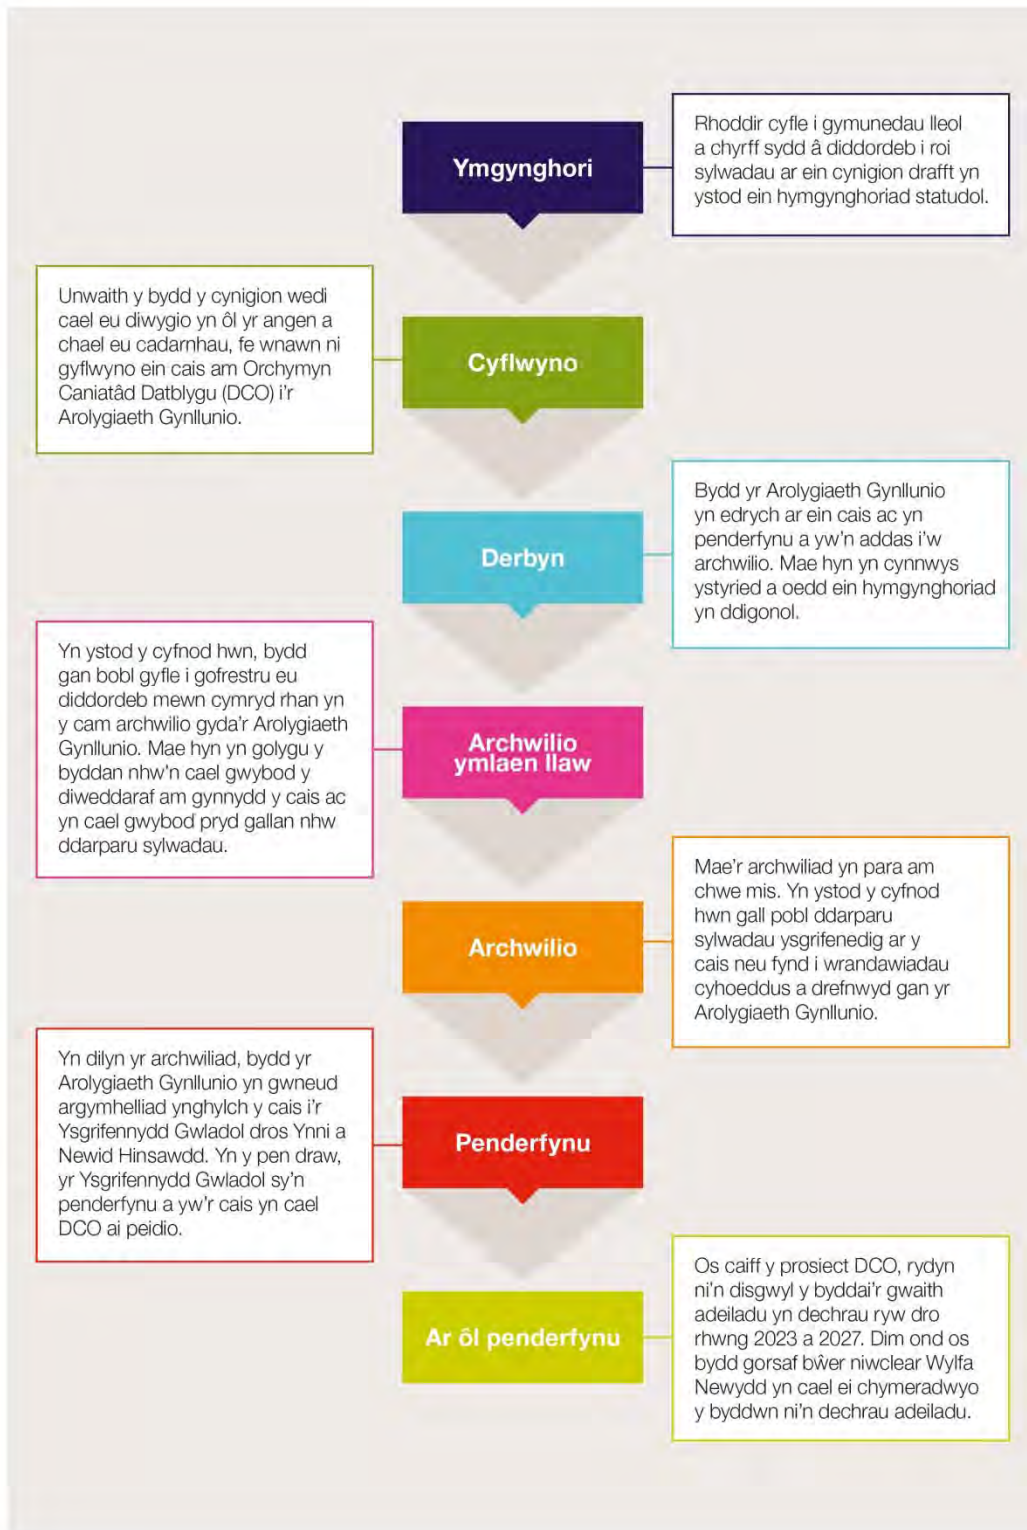 Ymgynghori
Rhoddir cyfle i gymunedau lleol
a chyrff sydd â diddordeb i roi
sylwadau ar ein cynigion drafft yn
ystod ein hymgynghoriad statudol.
Cyflwyno
Unwaith y bydd y cynigion wedi
cael eu diwygio yn ôl yr angen a
chael eu cadarnhau, fe wnawn ni
gyflwyno ein cais am Orchymyn
Caniatâd Datblygu (DCO) i'r
Arolygiaeth Gynllunio.
Derbyn
Bydd yr Arolygiaeth Gynllunio
yn edrych ar ein cais ac yn
penderfynu a yw'n addas i'w
archwilio. Mae hyn yn cynnwys
ystyried a oedd ein hymgynghoriad
yn ddigonol.
Archwilio
ymlaen llaw
Yn ystod y cyfnod hwn, bydd
gan bobl gyfle i gofrestru eu
diddordeb mewn cymryd rhan yn
y cam archwilio gyda'r Arolygiaeth
Gynllunio. Mae hyn yn golygu y
byddan nhw'n cael gwybod y
diweddaraf am gynnydd y cais ac
yn cael gwybod pryd gallan nhw
ddarparu sylwadau.
Archwilio
Mae'r archwiliad yn para am
chwe mis. Yn ystod y cyfnod
hwn gall pobl ddarparu
sylwadau ysgrifenedig ar y
cais neu fynd i wrandawiadau
cyhoeddus a drefnwyd gan yr
Arolygiaeth Gynllunio.
Penderfynu
Yn dilyn yr archwiliad, bydd yr
Arolygiaeth Gynllunio yn gwneud
argymhelliad ynghylch y cais i'r
Ysgrifennydd Gwladol dros Ynni a
Newid Hinsawdd. Yn y pen draw,
yr Ysgrifennydd Gwladol sy'n
penderfynu a yw'r cais yn cael
DCO ai peidio.
Ar ôl penderfynu
Os caiff y prosiect DCO, rydyn
ni'n disgwyl y byddai'r gwaith
adeiladu yn dechrau ryw dro
rhwng 2023 a 2027. Dim ond os
bydd gorsaf bŵer niwclear Wylfa
Newydd yn cael ei chymeradwyo
y byddwn ni'n dechrau adeiladu.